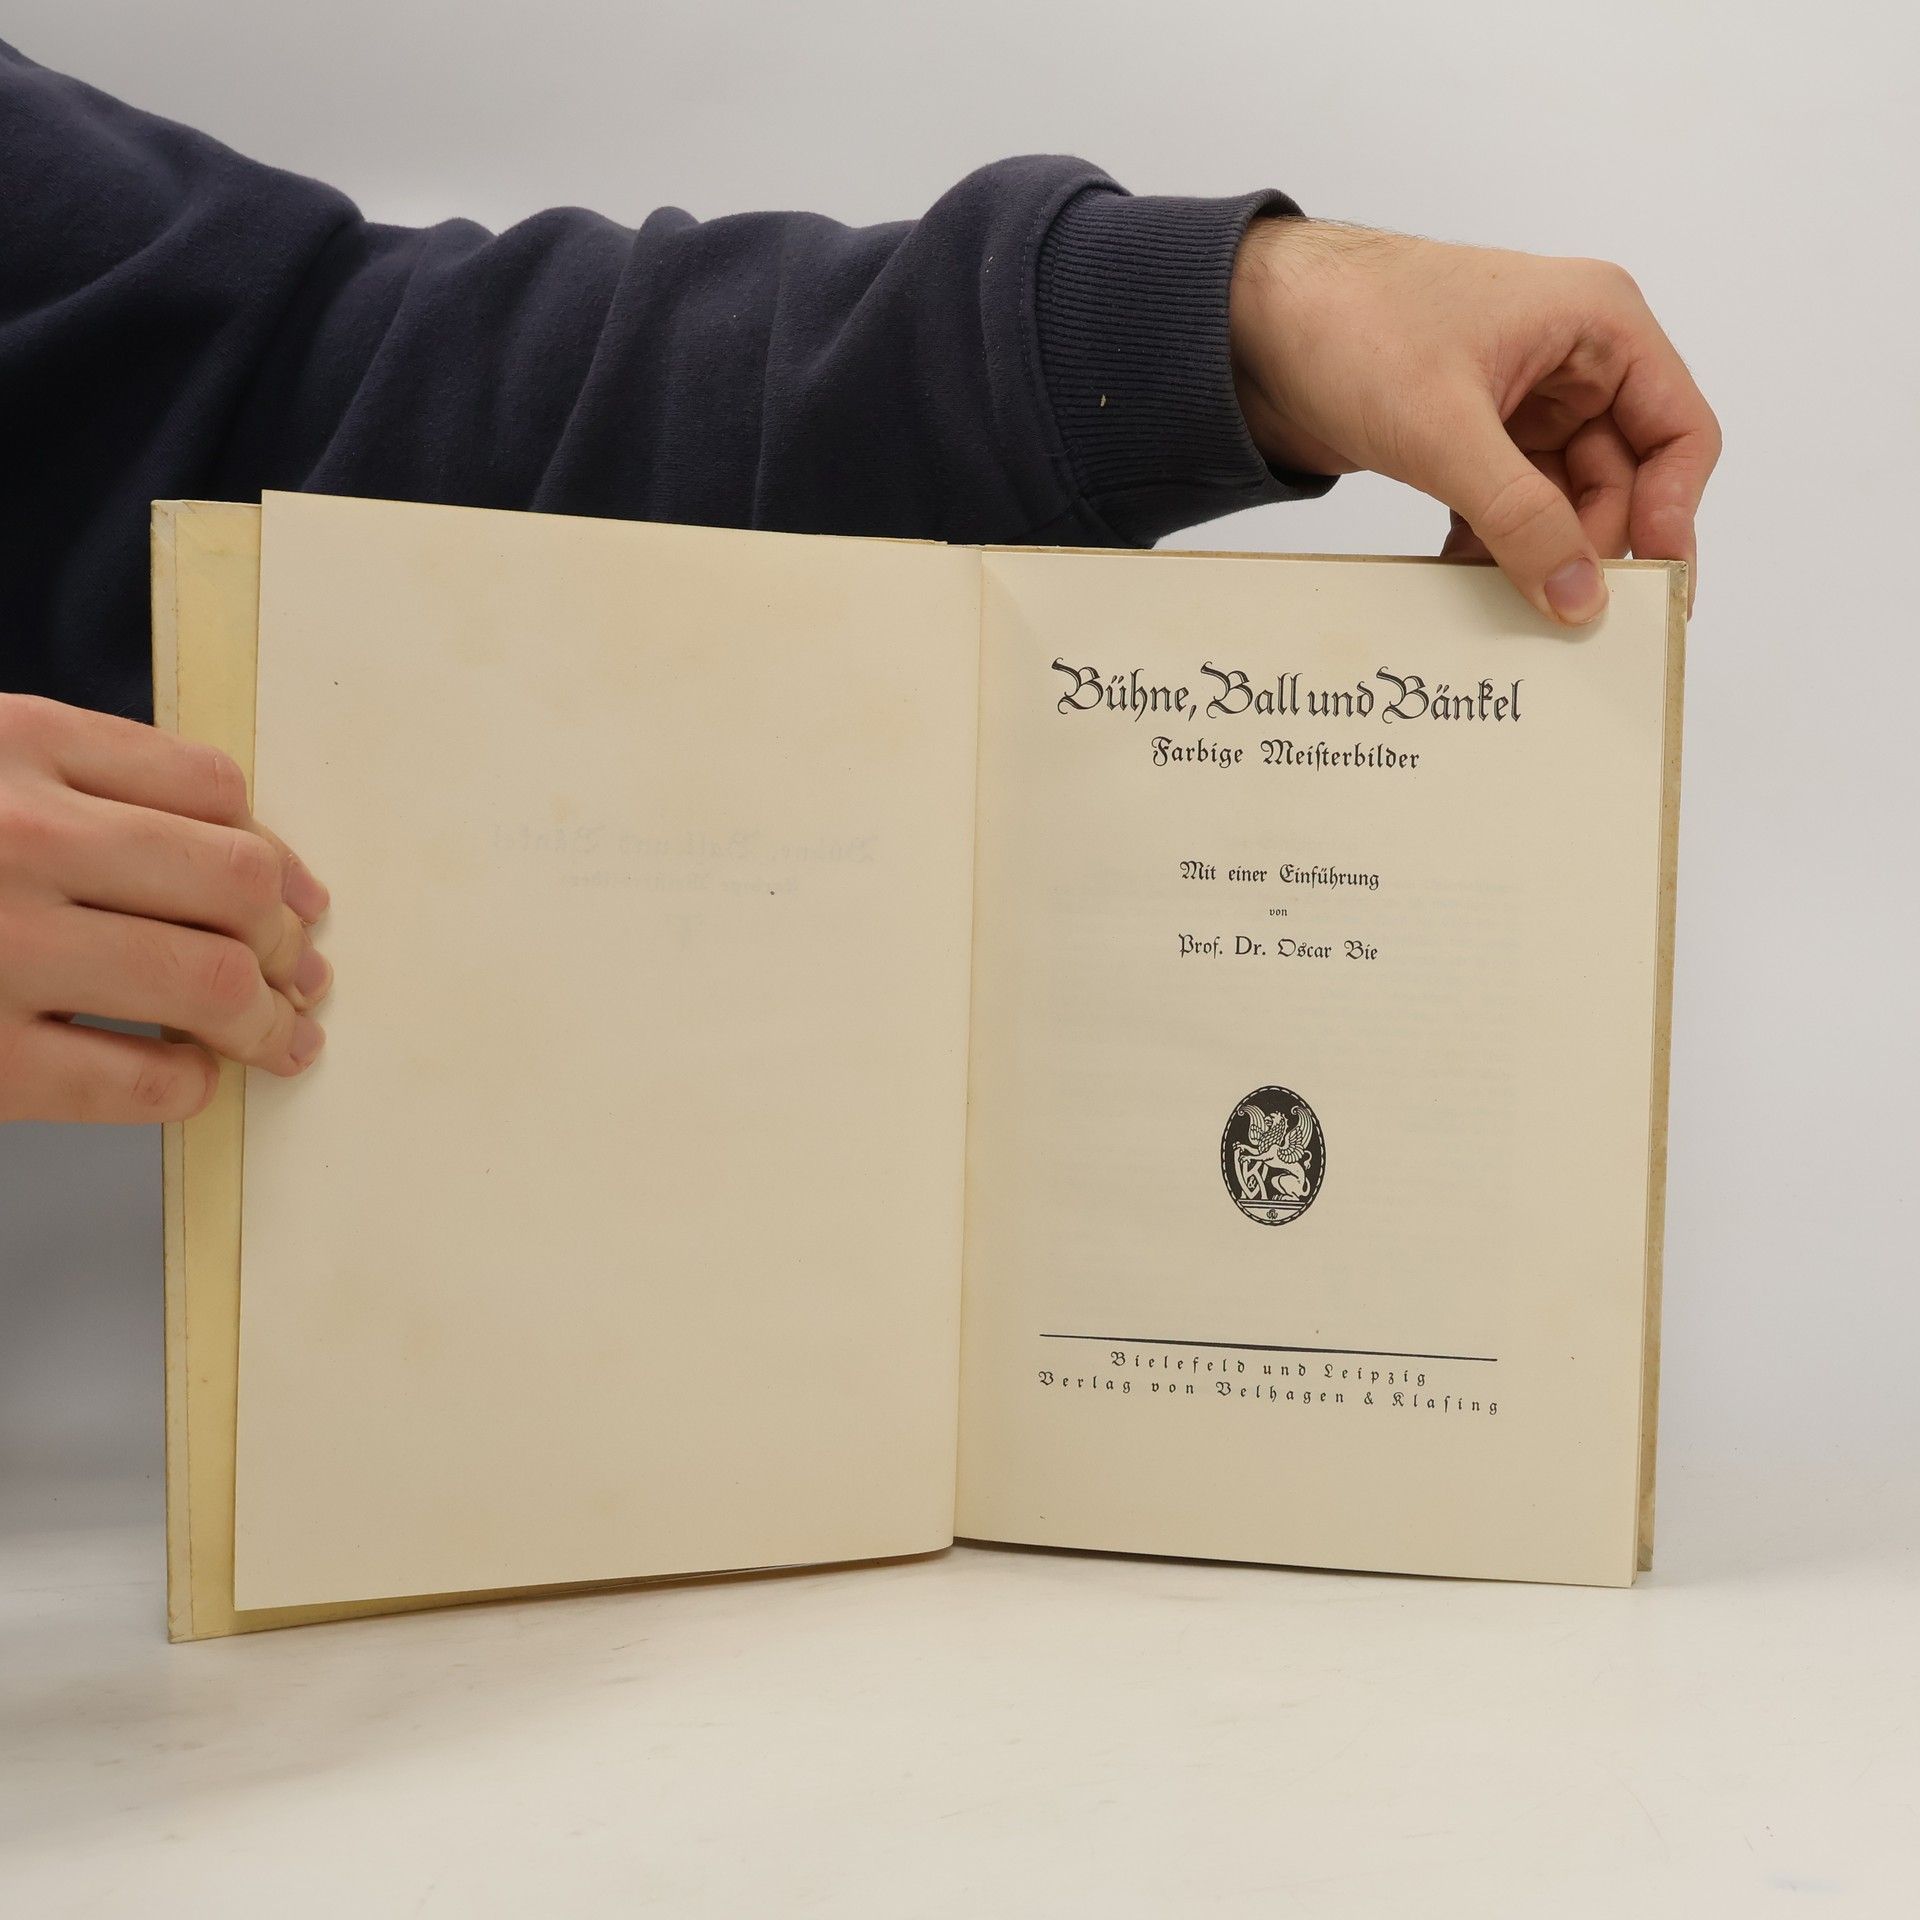 Bühne, Ball und Bänkel
Farbige Meiſterbilder
Mit einer Einführung
von
Prof. Dr. Oscar Bie
V & K
Bielefeld und Leipzig
Verlag von Velhagen & Klaſing